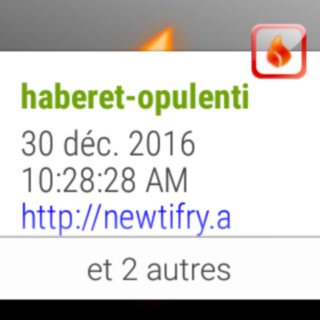 haberet-opulenti
30 déc. 2016
10:28:28 AM
http://newtifry.a
et 2 autres